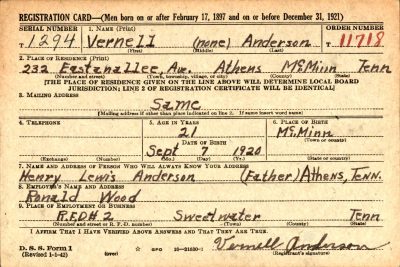 REGISTRATION CARD—(Men born on or after February 17, 1897 and on or before December 31, 1921)
SERIAL NUMBER 1. NAME (Print) ORDER NUMBER
T 1294 Vernell (none) Anderson 11718
(First) (Middle) (Last)
2. PLACE OF RESIDENCE (Print)
232 Eastanallee Av. Athens McMinn Tenn
(Number and street) (Town, township, village, or city) (County) (State)
[THE PLACE OF RESIDENCE GIVEN ON THE LINE ABOVE WILL DETERMINE LOCAL BOARD
JURISDICTION; LINE 2 OF REGISTRATION CERTIFICATE WILL BE IDENTICAL]
3. MAILING ADDRESS
Same
[Mailing address if other than place indicated on line 2. If same insert word same]
4. TELEPHONE 5. AGE IN YEARS 6. PLACE OF BIRTH
21 McMinn
DATE OF BIRTH (Town or county)
Sept 7 1920
(Exchange) (Number) (Mo.) (Day) (Yr.) (State or country)
7. NAME AND ADDRESS OF PERSON WHO WILL ALWAYS KNOW YOUR ADDRESS
Henry Lewis Anderson (Father) Athens, Tenn.
8. EMPLOYER'S NAME AND ADDRESS
Ronald Wood
9. PLACE OF EMPLOYMENT OR BUSINESS
R.F.D# 2 Sweetwater Tenn
(Number and street or R. F. D. number) (Town) (County) (State)
I AFFIRM THAT I HAVE VERIFIED ABOVE ANSWERS AND THAT THEY ARE TRUE.
D. S. S. Form 1 GPO 16—21630-1 Vernell Anderson
(Revised 1-1-42) (over) (Registrant's signature)